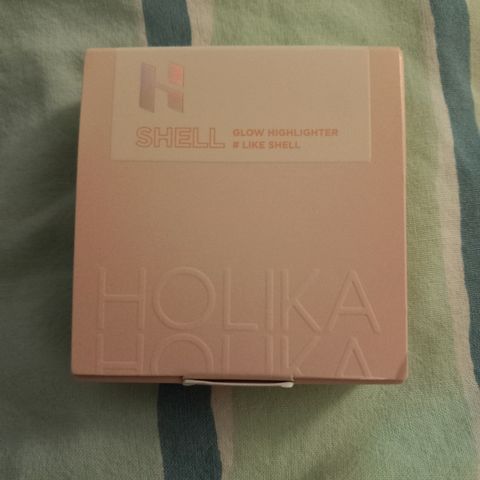 H
SHELL GLOW HIGHLIGHTER
# LIKE SHELL
HOLIKA
HOLIKA